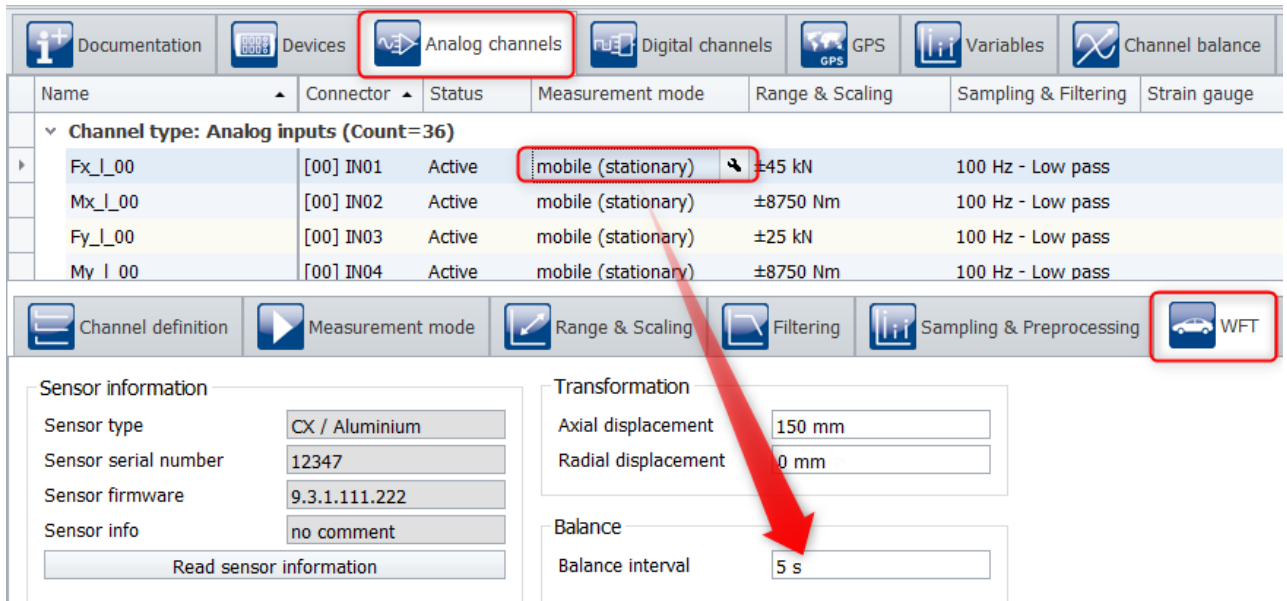 Documentation Devices Analog channels Digital channels GPS GPS Variables Channel balance
Name Connector Status Measurement mode Range & Scaling Sampling & Filtering Strain gauge
Channel type: Analog inputs (Count=36)
Fx_l_00 [00] IN01 Active mobile (stationary) ±45 kN 100 Hz - Low pass
Mx_l_00 [00] IN02 Active mobile (stationary) ±8750 Nm 100 Hz - Low pass
Fy_l_00 [00] IN03 Active mobile (stationary) ±25 kN 100 Hz - Low pass
My_l_00 [00] IN04 Active mobile (stationary) ±8750 Nm 100 Hz - Low pass
Channel definition Measurement mode Range & Scaling Filtering Sampling & Preprocessing WFT
Sensor information
Sensor type CX / Aluminium
Sensor serial number 12347
Sensor firmware 9.3.1.111.222
Sensor info no comment
Read sensor information
Transformation
Axial displacement 150 mm
Radial displacement 0 mm
Balance
Balance interval 5 s